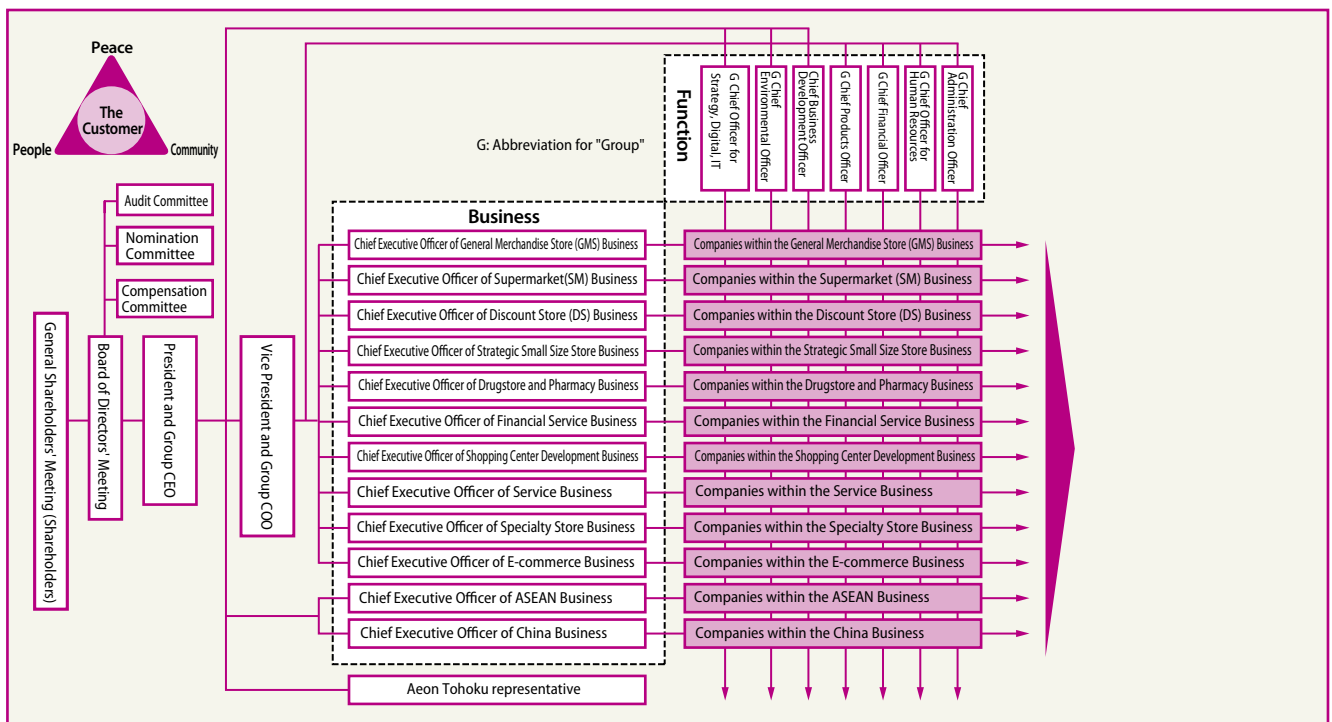 Peace
The
Customer
People
Community
G: Abbreviation for "Group"
Function
G Chief Officer for
Strategy, Digital, IT
G Chief
Environmental Officer
Chief Business
Development Officer
G Chief Products Officer
G Chief Financial Officer
G Chief Officer for
Human Resources
G Chief
Administration Officer
Audit Committee
Nomination
Committee
Compensation
Committee
General Shareholders' Meeting (Shareholders)
Board of Directors' Meeting
President and Group CEO
Vice President and Group COO
Business
Chief Executive Officer of General Merchandise Store (GMS) Business
Companies within the General Merchandise Store (GMS) Business
Chief Executive Officer of Supermarket(SM) Business
Companies within the Supermarket (SM) Business
Chief Executive Officer of Discount Store (DS) Business
Companies within the Discount Store (DS) Business
Chief Executive Officer of Strategic Small Size Store Business
Companies within the Strategic Small Size Store Business
Chief Executive Officer of Drugstore and Pharmacy Business
Companies within the Drugstore and Pharmacy Business
Chief Executive Officer of Financial Service Business
Companies within the Financial Service Business
Chief Executive Officer of Shopping Center Development Business
Companies within the Shopping Center Development Business
Chief Executive Officer of Service Business
Companies within the Service Business
Chief Executive Officer of Specialty Store Business
Companies within the Specialty Store Business
Chief Executive Officer of E-commerce Business
Companies within the E-commerce Business
Chief Executive Officer of ASEAN Business
Companies within the ASEAN Business
Chief Executive Officer of China Business
Companies within the China Business
Aeon Tohoku representative